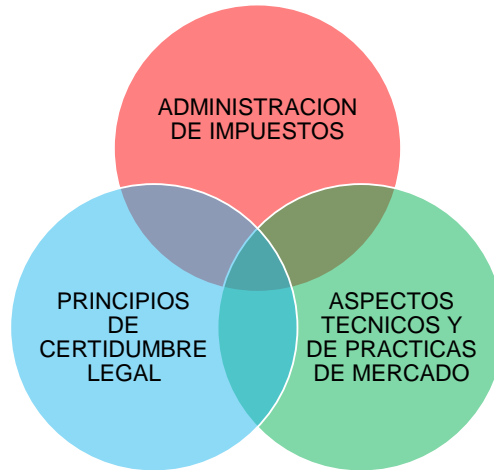 ADMINISTRACION
DE IMPUESTOS
PRINCIPIOS
DE
CERTIDUMBRE
LEGAL
ASPECTOS
TECNICOS Y
DE PRACTICAS
DE MERCADO